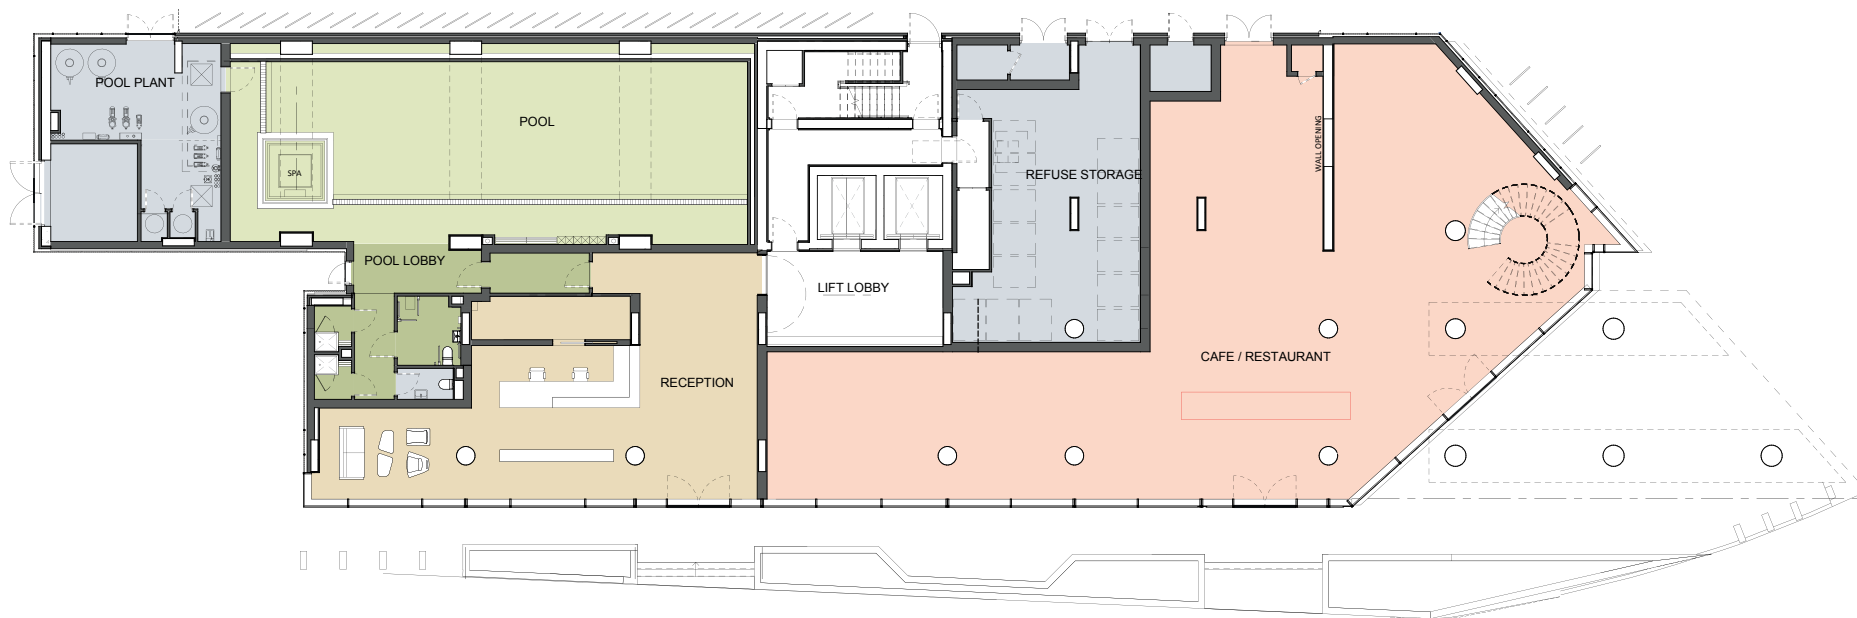 POOL PLANT
POOL
SPA
WALL OPENING
REFUSE STORAGE
POOL LOBBY
LIFT LOBBY
CAFE / RESTAURANT
RECEPTION